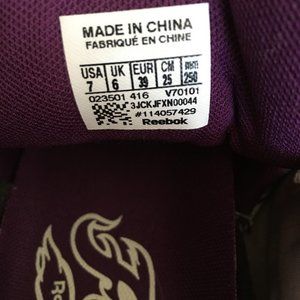 MADE IN CHINA
FABRIQUÉ EN CHINE
USA UK EUR CM
7 6 39 25 250
023501 416 V70101
3JCKJFXN00044
#114057429
Reebok